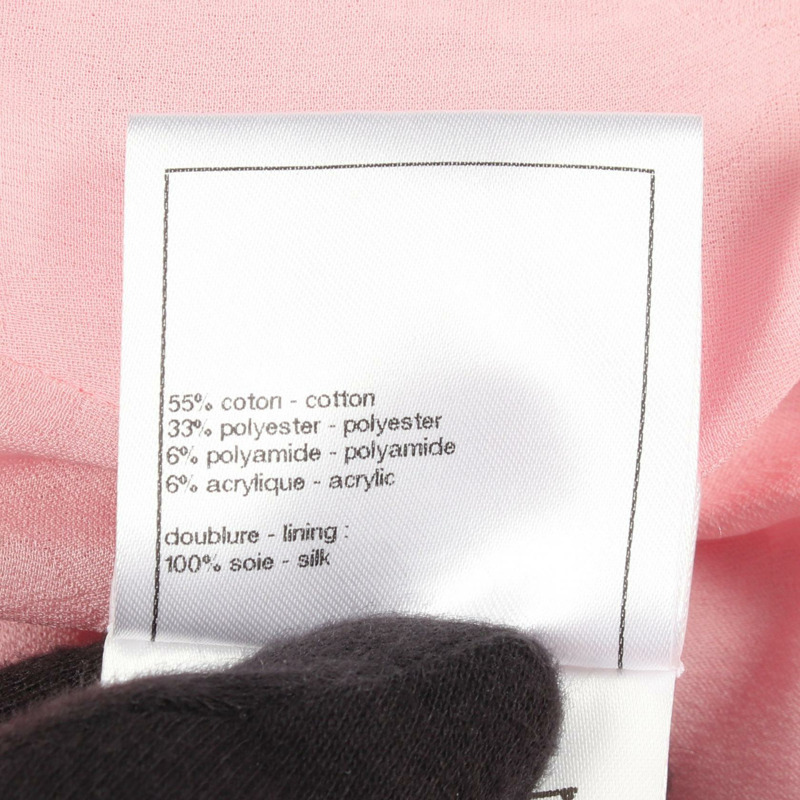 55% coton - cotton
33% polyester - polyester
6% polyamide - polyamide
6% acrylique - acrylic
doublure - lining :
100% soie - silk